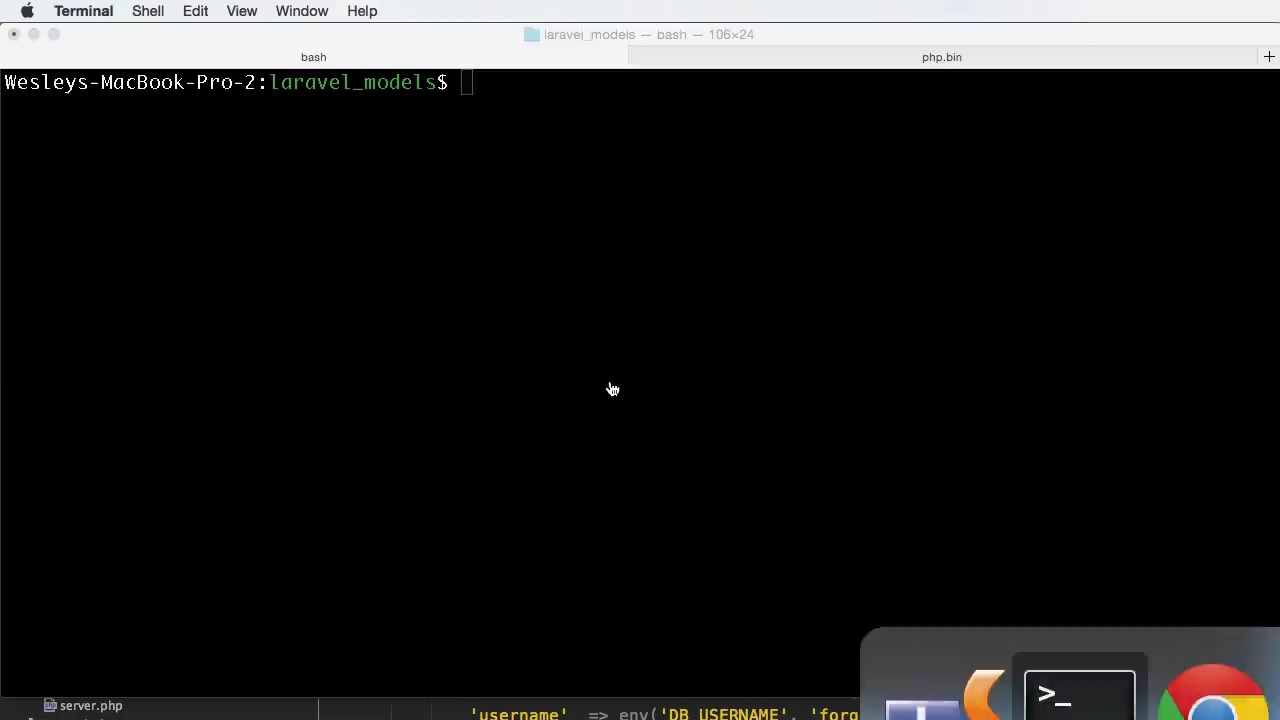 Terminal Shell Edit View Window Help
laravel_models — bash — 106×24
bash php.bin +
Wesleys-MacBook-Pro-2:laravel_models$
>_
server.php
'username' => env('DB_USERNAME', 'forg